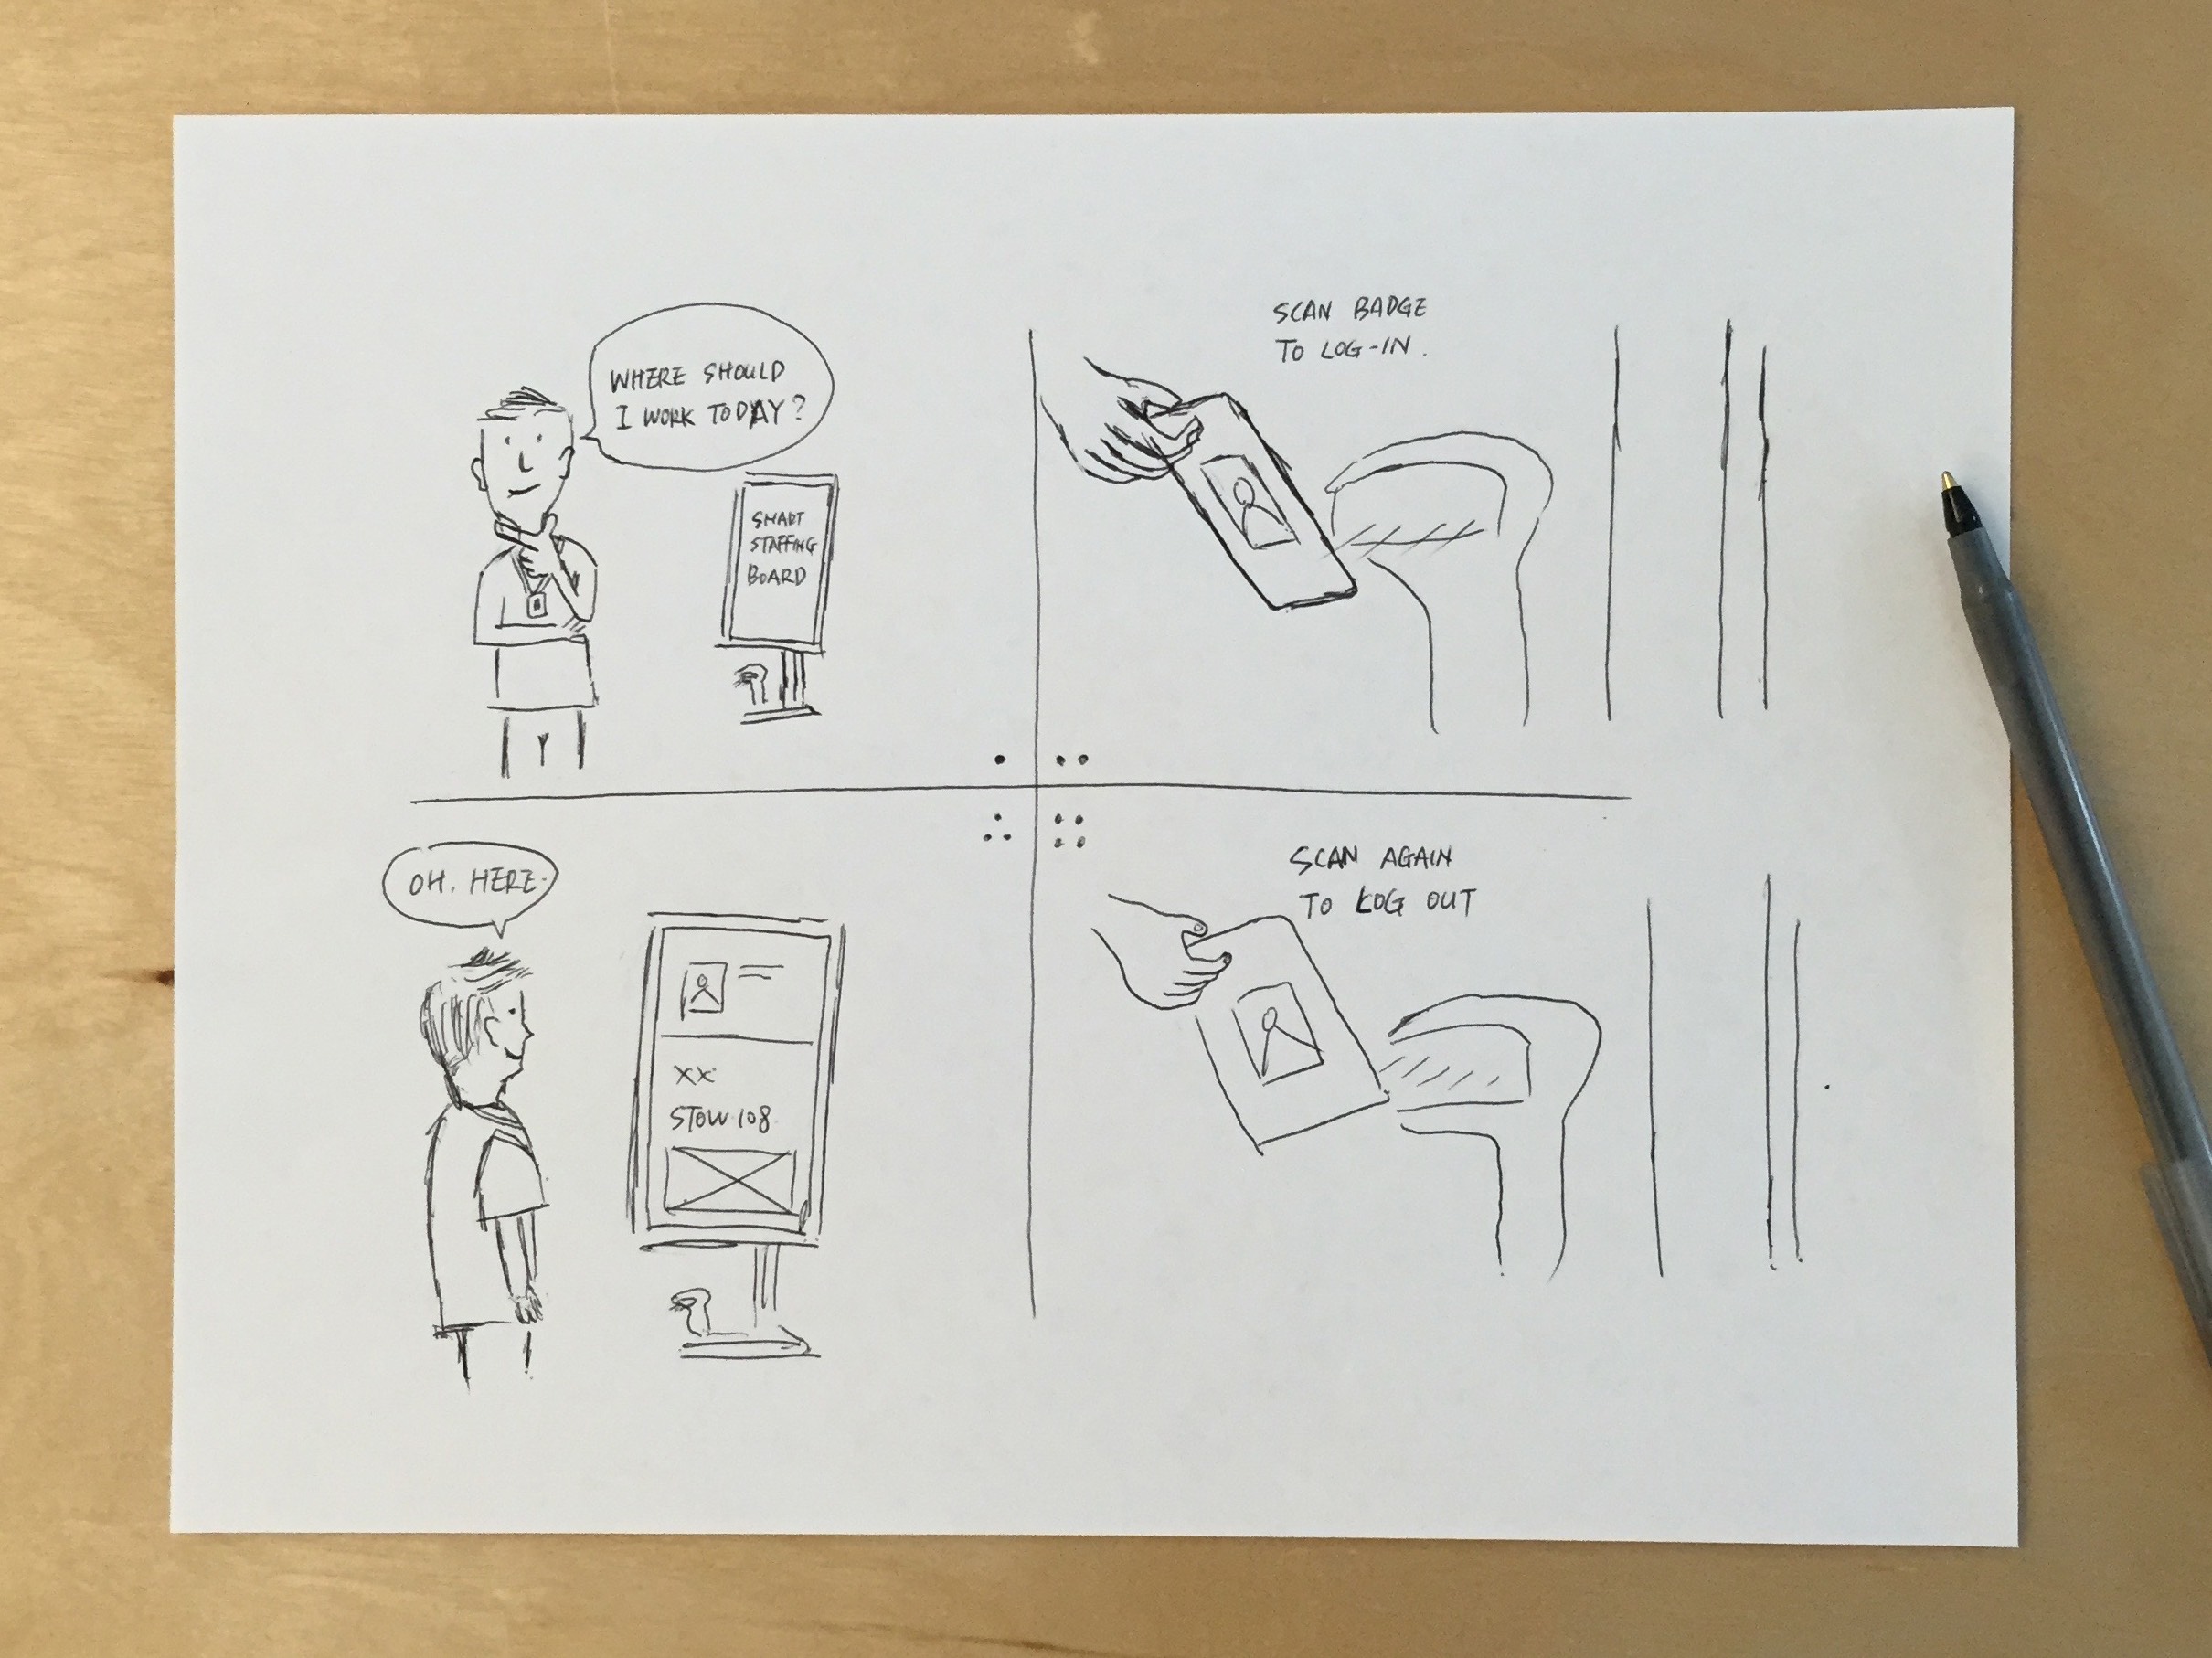 WHERE SHOULD
I WORK TODAY?
SMART
STAFFING
BOARD
SCAN BADGE
TO LOG-IN.
OH. HERE.
XX
STOW 108
SCAN AGAIN
TO LOG OUT